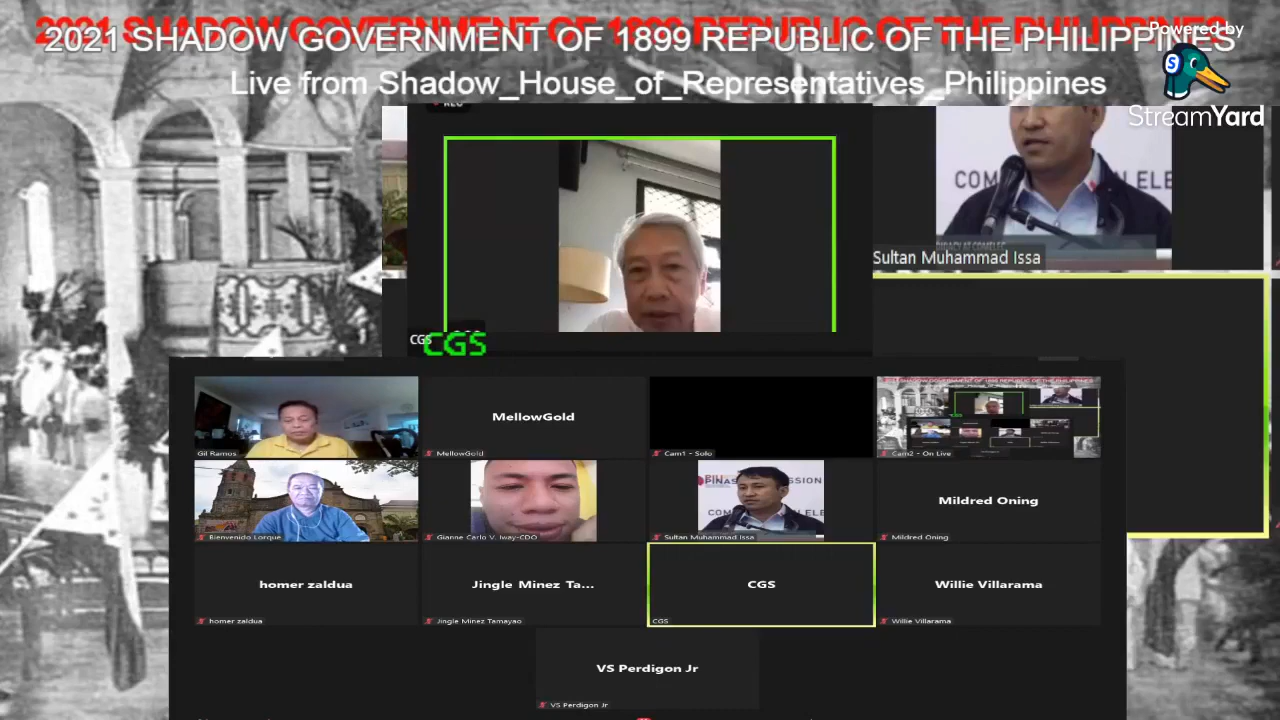 2021 SHADOW GOVERNMENT OF 1899 REPUBLIC OF THE PHILIPPINES
Powered by
StreamYard
Live from Shadow_House_of_Representatives_Philippines
REC
Sultan Muhammad Issa
CGS
CGS
Gil Ramos
MellowGold
MellowGold
Cam1 - Solo
Cam2 - On Live
Bienvenido Lorque
Gianne Carlo V. Iway-CDO
Sultan Muhammad Issa
Mildred Oning
Mildred Oning
homer zaldua
homer zaldua
Jingle Minez Ta...
Jingle Minez Tamayao
CGS
CGS
Willie Villarama
Willie Villarama
VS Perdigon Jr
VS Perdigon Jr